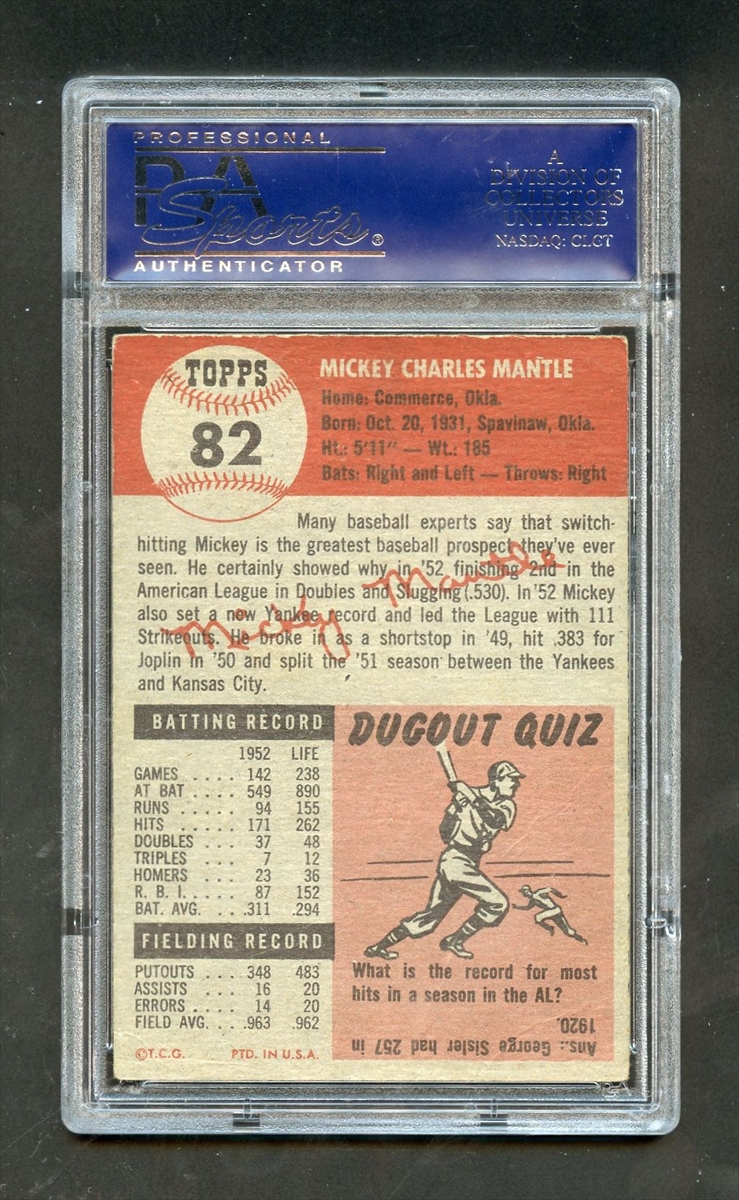 PROFESSIONAL
PSA
Sports®
AUTHENTICATOR
A
DIVISION OF
COLLECTORS
UNIVERSE
NASDAQ: CLCT
TOPPS
82
MICKEY CHARLES MANTLE
Home: Commerce, Okla.
Born: Oct. 20, 1931, Spavinaw, Okla.
Ht.: 5'11" — Wt.: 185
Bats: Right and Left — Throws: Right
Many baseball experts say that switch-
hitting Mickey is the greatest baseball prospect they've ever
seen. He certainly showed why in '52 finishing 2nd in the
American League in Doubles and Slugging (.530). In '52 Mickey
also set a new Yankee record and led the League with 111
Strikeouts. He broke in as a shortstop in '49, hit .383 for
Joplin in '50 and split the '51 season between the Yankees
and Kansas City.
Mickey Mantle
BATTING RECORD
1952 LIFE
GAMES .... 142 238
AT BAT .... 549 890
RUNS ..... 94 155
HITS ...... 171 262
DOUBLES .. 37 48
TRIPLES ... 7 12
HOMERS ... 23 36
R. B. I. ..... 87 152
BAT. AVG. .. .311 .294
FIELDING RECORD
PUTOUTS .. 348 483
ASSISTS ... 16 20
ERRORS .... 14 20
FIELD AVG. . .963 .962
©T.C.G. PTD. IN U.S.A.
DUGOUT QUIZ
What is the record for most
hits in a season in the AL?
Ans.: George Sisler had 257 in
1920.